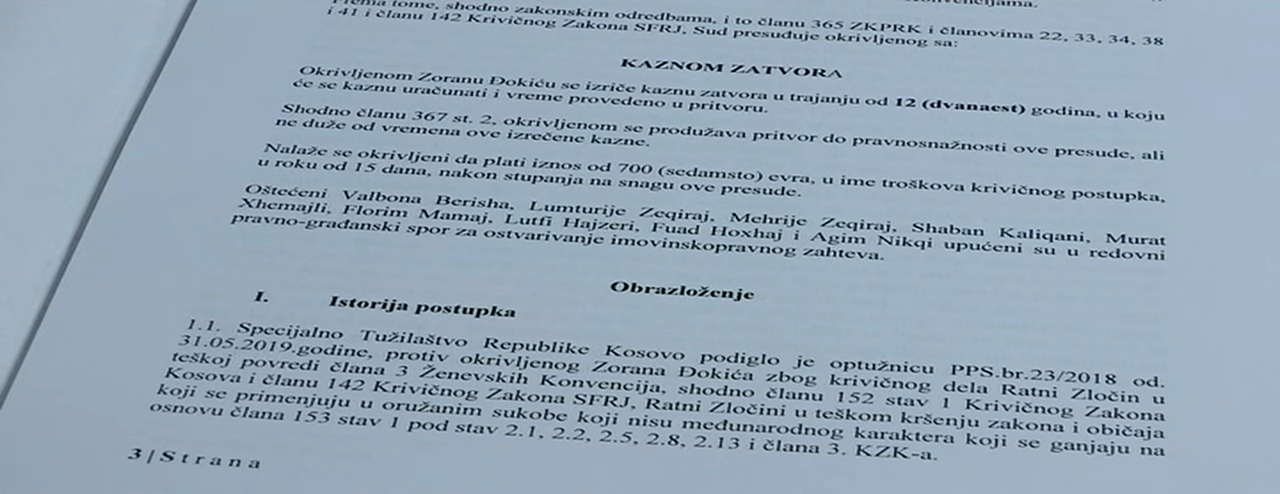 Prema tome, shodno zakonskim odredbama, i to članu 365 ZKPRK i članovima 22, 33, 34, 38
i 41 i članu 142 Krivičnog Zakona SFRJ, Sud presuđuje okrivljenog sa:
KAZNOM ZATVORA
Okrivljenom Zoranu Đokiću se izriče kaznu zatvora u trajanju od 12 (dvanaest) godina, u koju
će se kaznu uračunati i vreme provedeno u pritvoru.
Shodno članu 367 st. 2, okrivljenom se produžava pritvor do pravnosnažnosti ove presude, ali
ne duže od vremena ove izrečene kazne.
Nalaže se okrivljeni da plati iznos od 700 (sedamsto) evra, u ime troškova krivičnog postupka,
u roku od 15 dana, nakon stupanja na snagu ove presude.
Oštećeni Valbona Berisha, Lumturije Zeqiraj, Mehrije Zeqiraj, Shaban Kaliqani, Murat
Xhemajli, Florim Mamaj, Lutfi Hajzeri, Fuad Hoxhaj i Agim Nikqi upućeni su u redovni
pravno-građanski spor za ostvarivanje imovinskopravnog zahteva.
Obrazloženje
I. Istorija postupka
1.1. Specijalno Tužilaštvo Republike Kosovo podiglo je optužnicu PPS.br.23/2018 od.
31.05.2019.godine, protiv okrivljenog Zorana Đokića zbog krivičnog dela Ratni Zločin u
teškoj povredi člana 3 Ženevskih Konvencija, shodno članu 152 stav 1 Krivičnog Zakona
Kosova i članu 142 Krivičnog Zakona SFRJ, Ratni Zločini u teškom kršenju zakona i običaja
koji se primenjuju u oružanim sukobe koji nisu međunarodnog karaktera koji se ganjaju na
osnovu člana 153 stav 1 pod stav 2.1, 2.2, 2.5, 2.8, 2.13 i člana 3. KZK-a.
3 | S t r a n a